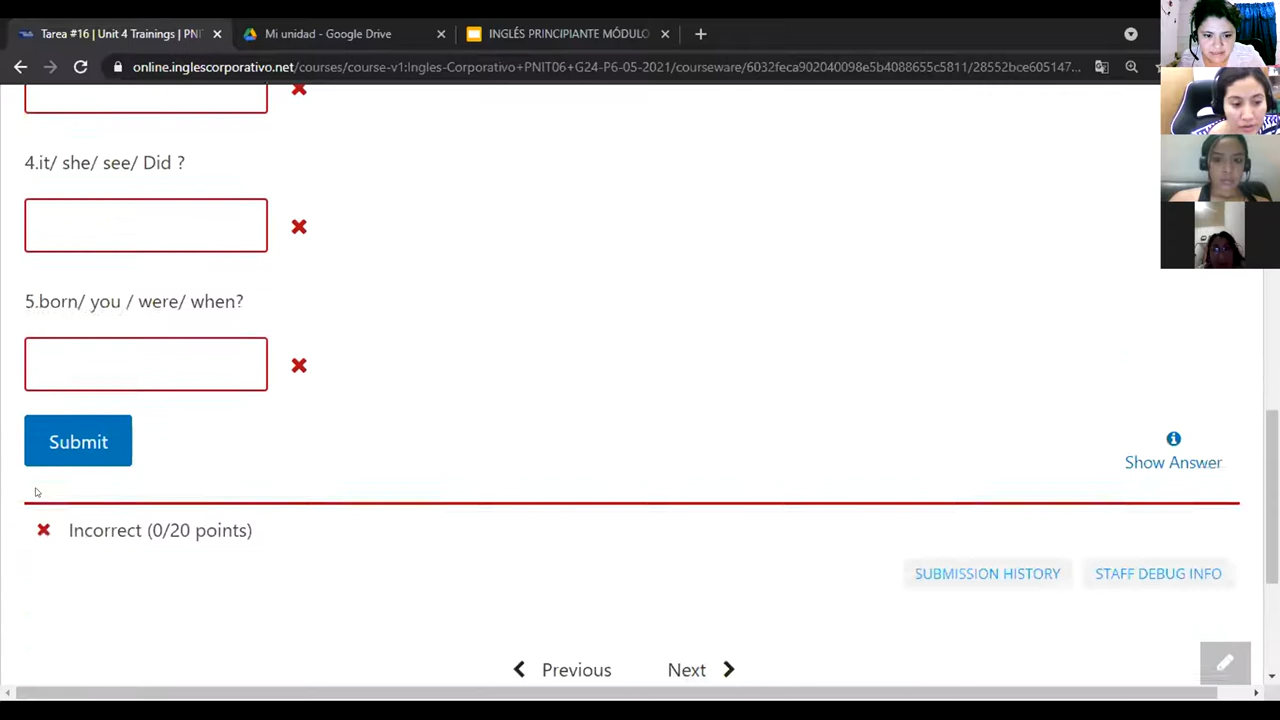 Tarea #16 | Unit 4 Trainings | PN
Mi unidad - Google Drive
INGLÉS PRINCIPIANTE MÓDULO
online.inglescorporativo.net/courses/course-v1:Ingles-Corporativo+PN006+G24-P6-05-2021/courseware/6032feca902040098e5b4088655c5811/28552bce605147...
4.it/ she/ see/ Did ?
5.born/ you / were/ when?
Submit
Show Answer
Incorrect (0/20 points)
SUBMISSION HISTORY
STAFF DEBUG INFO
Previous
Next